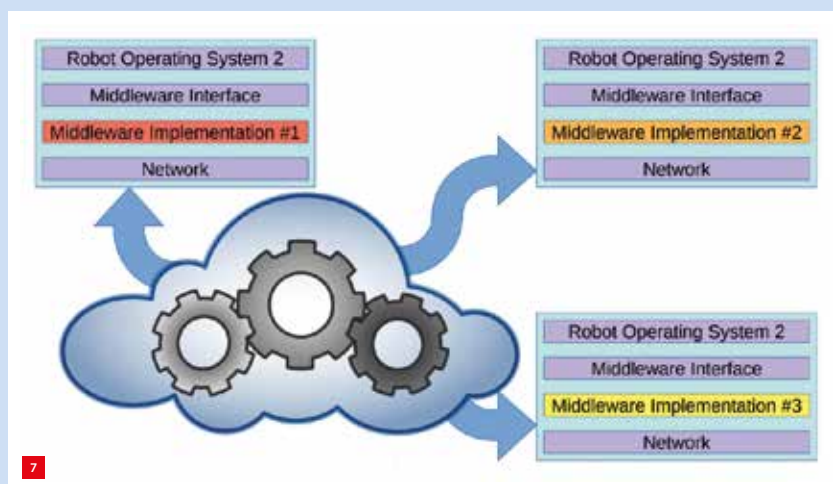 Robot Operating System 2
Middleware Interface
Middleware Implementation #1
Network
Robot Operating System 2
Middleware Interface
Middleware Implementation #2
Network
Robot Operating System 2
Middleware Interface
Middleware Implementation #3
Network
7